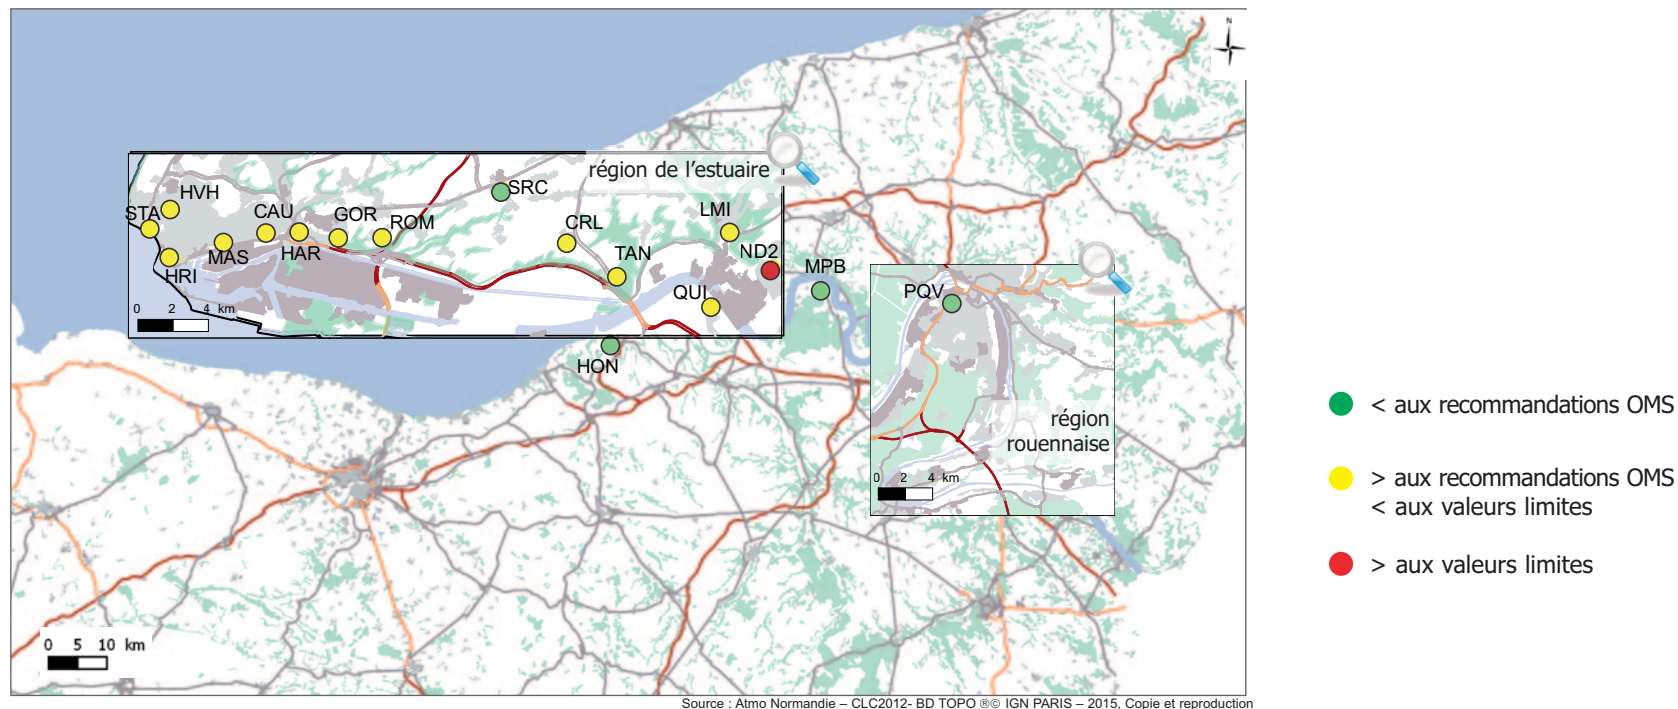 N
région de l'estuaire
SRC
HVH
STA
CAU
GOR
ROM
LMI
CRL
HAR
MAS
TAN
ND2
HRI
MPB
QUI
PQV
0 2 4 km
HON
région
rouennaise
0 2 4 km
0 5 10 km
< aux recommandations OMS
> aux recommandations OMS
< aux valeurs limites
> aux valeurs limites
Source : Atmo Normandie – CLC2012- BD TOPO ®© IGN PARIS – 2015, Copie et reproduction